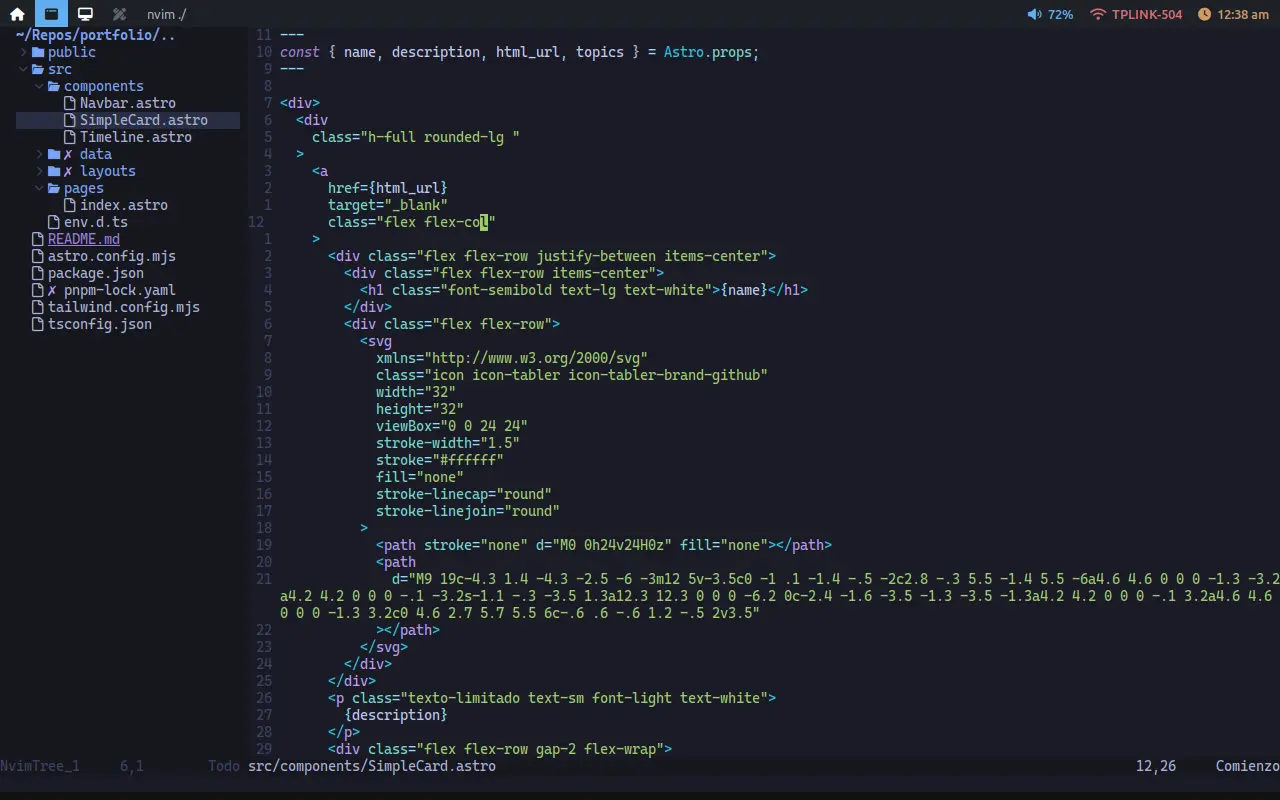 nvim ./
72% TPLINK-504 12:38 am
~/Repos/portfolio/..
public
src
components
Navbar.astro
SimpleCard.astro
Timeline.astro
✗ data
✗ layouts
pages
index.astro
env.d.ts
README.md
astro.config.mjs
package.json
✗ pnpm-lock.yaml
tailwind.config.mjs
tsconfig.json
11 ---
10 const { name, description, html_url, topics } = Astro.props;
9 ---
8
7 <div>
6 <div
5 class="h-full rounded-lg "
4 >
3 <a
2 href={html_url}
1 target="_blank"
12 class="flex flex-col"
1 >
2 <div class="flex flex-row justify-between items-center">
3 <div class="flex flex-row items-center">
4 <h1 class="font-semibold text-lg text-white">{name}</h1>
5 </div>
6 <div class="flex flex-row">
7 <svg
8 xmlns="http://www.w3.org/2000/svg"
9 class="icon icon-tabler icon-tabler-brand-github"
10 width="32"
11 height="32"
12 viewBox="0 0 24 24"
13 stroke-width="1.5"
14 stroke="#ffffff"
15 fill="none"
16 stroke-linecap="round"
17 stroke-linejoin="round"
18 >
19 <path stroke="none" d="M0 0h24v24H0z" fill="none"></path>
20 <path
21 d="M9 19c-4.3 1.4 -4.3 -2.5 -6 -3m12 5v-3.5c0 -1 .1 -1.4 -.5 -2c2.8 -.3 5.5 -1.4 5.5 -6a4.6 4.6 0 0 0 -1.3 -3.2
a4.2 4.2 0 0 0 -.1 -3.2s-1.1 -.3 -3.5 1.3a12.3 12.3 0 0 0 -6.2 0c-2.4 -1.6 -3.5 -1.3 -3.5 -1.3a4.2 4.2 0 0 0 -.1 3.2a4.6 4.6
0 0 0 -1.3 3.2c0 4.6 2.7 5.7 5.5 6c-.6 .6 -.6 1.2 -.5 2v3.5"
22 ></path>
23 </svg>
24 </div>
25 </div>
26 <p class="texto-limitado text-sm font-light text-white">
27 {description}
28 </p>
29 <div class="flex flex-row gap-2 flex-wrap">
NvimTree_1 6,1 Todo src/components/SimpleCard.astro 12,26 Comienzo